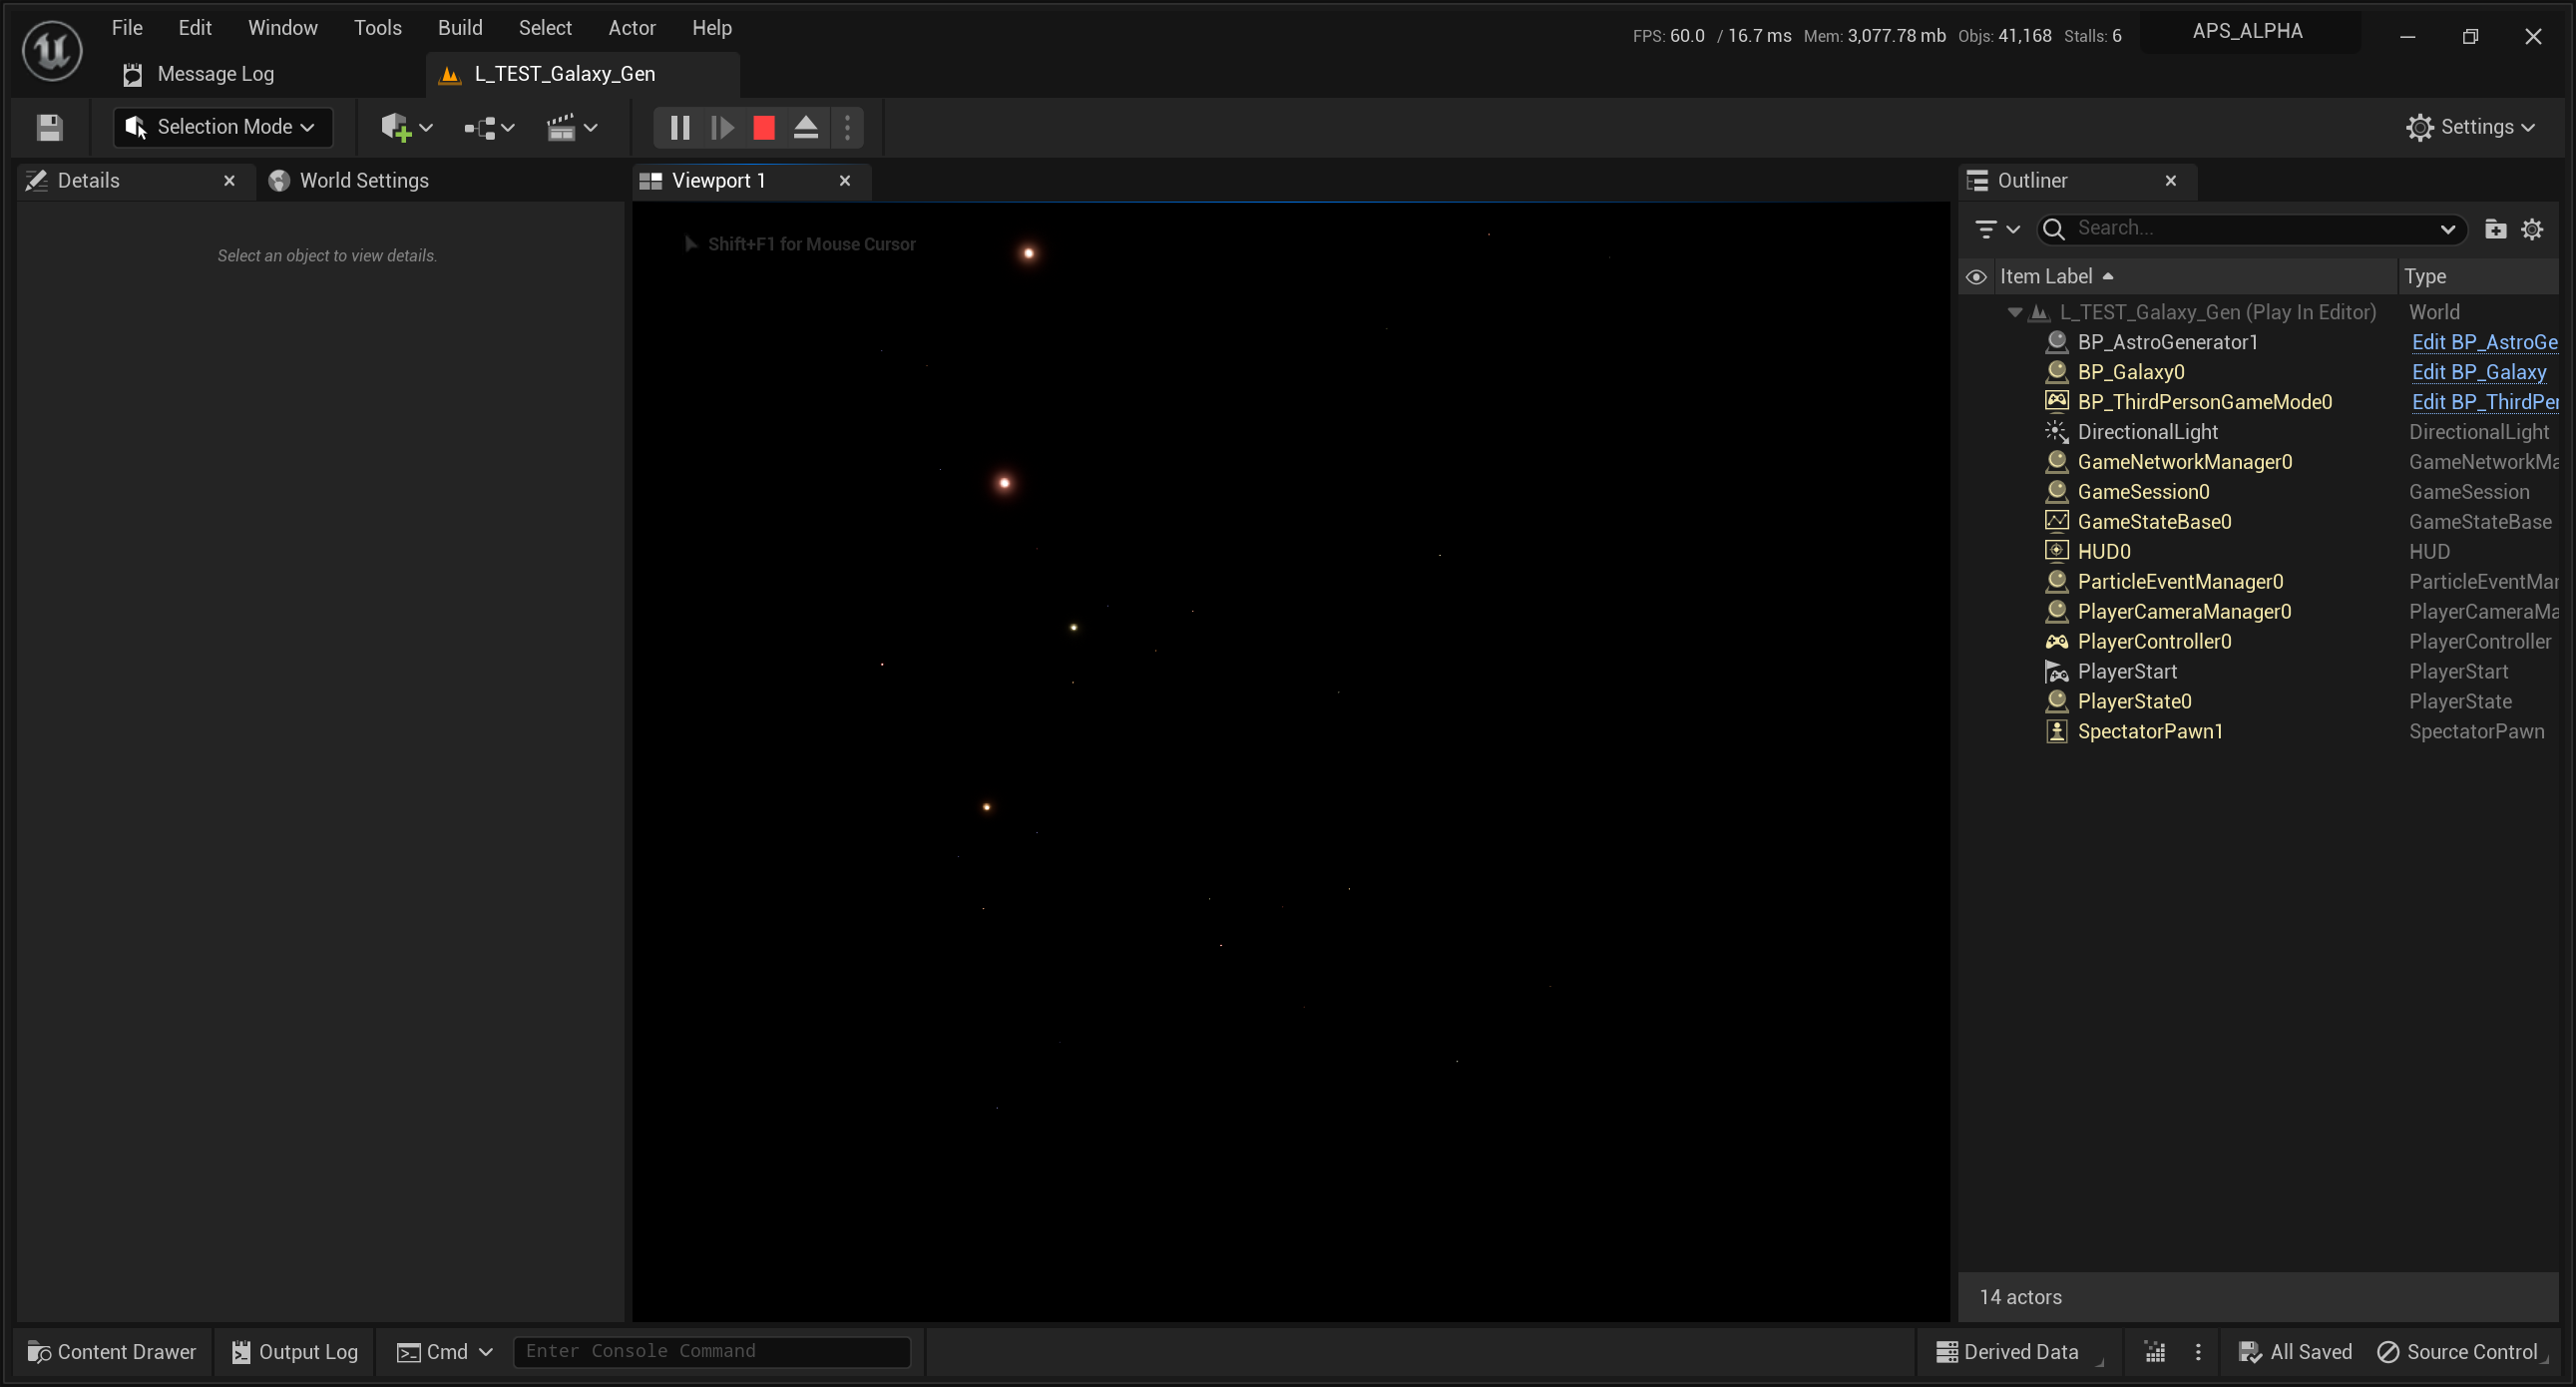 File Edit Window Tools Build Select Actor Help
FPS: 60.0 / 16.7 ms Mem: 3,077.78 mb Objs: 41,168 Stalls: 6
APS_ALPHA
Message Log
L_TEST_Galaxy_Gen
Selection Mode
Settings
Details
World Settings
Viewport 1
Outliner
Select an object to view details.
Shift+F1 for Mouse Cursor
Search...
Item Label Type
L_TEST_Galaxy_Gen (Play In Editor) World
BP_AstroGenerator1 Edit BP_AstroGe
BP_Galaxy0 Edit BP_Galaxy
BP_ThirdPersonGameMode0 Edit BP_ThirdPer
DirectionalLight DirectionalLight
GameNetworkManager0 GameNetworkMa
GameSession0 GameSession
GameStateBase0 GameStateBase
HUD0 HUD
ParticleEventManager0 ParticleEventMan
PlayerCameraManager0 PlayerCameraMa
PlayerController0 PlayerController
PlayerStart PlayerStart
PlayerState0 PlayerState
SpectatorPawn1 SpectatorPawn
14 actors
Content Drawer
Output Log
Cmd
Enter Console Command
Derived Data
All Saved
Source Control